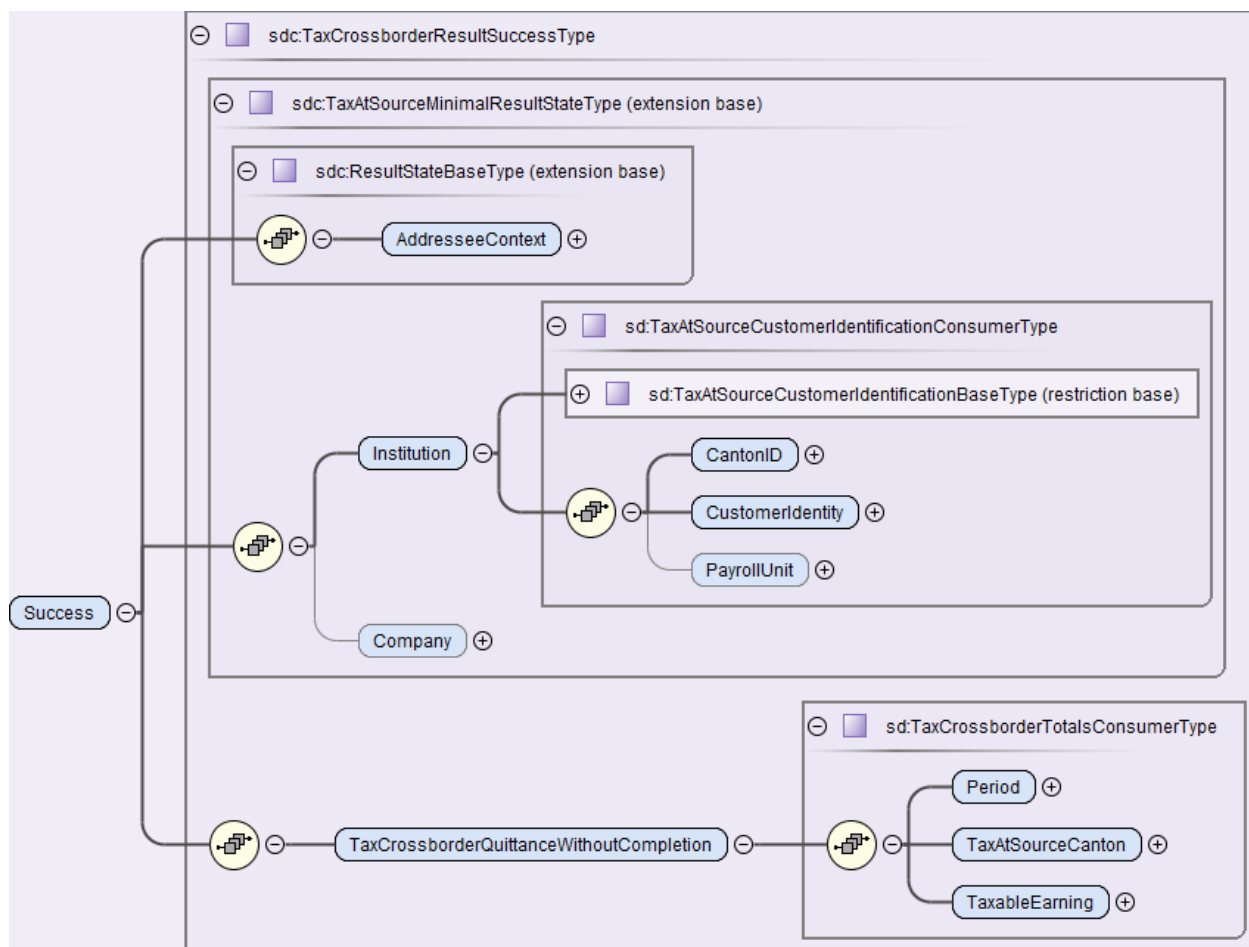 sdc:TaxCrossborderResultSuccessType
sdc:TaxAtSourceMinimalResultStateType (extension base)
sdc:ResultStateBaseType (extension base)
AddresseeContext
sd:TaxAtSourceCustomerIdentificationConsumerType
sd:TaxAtSourceCustomerIdentificationBaseType (restriction base)
Institution
CantonID
CustomerIdentity
PayrollUnit
Success
Company
sd:TaxCrossborderTotalsConsumerType
Period
TaxCrossborderQuittanceWithoutCompletion
TaxAtSourceCanton
TaxableEarning